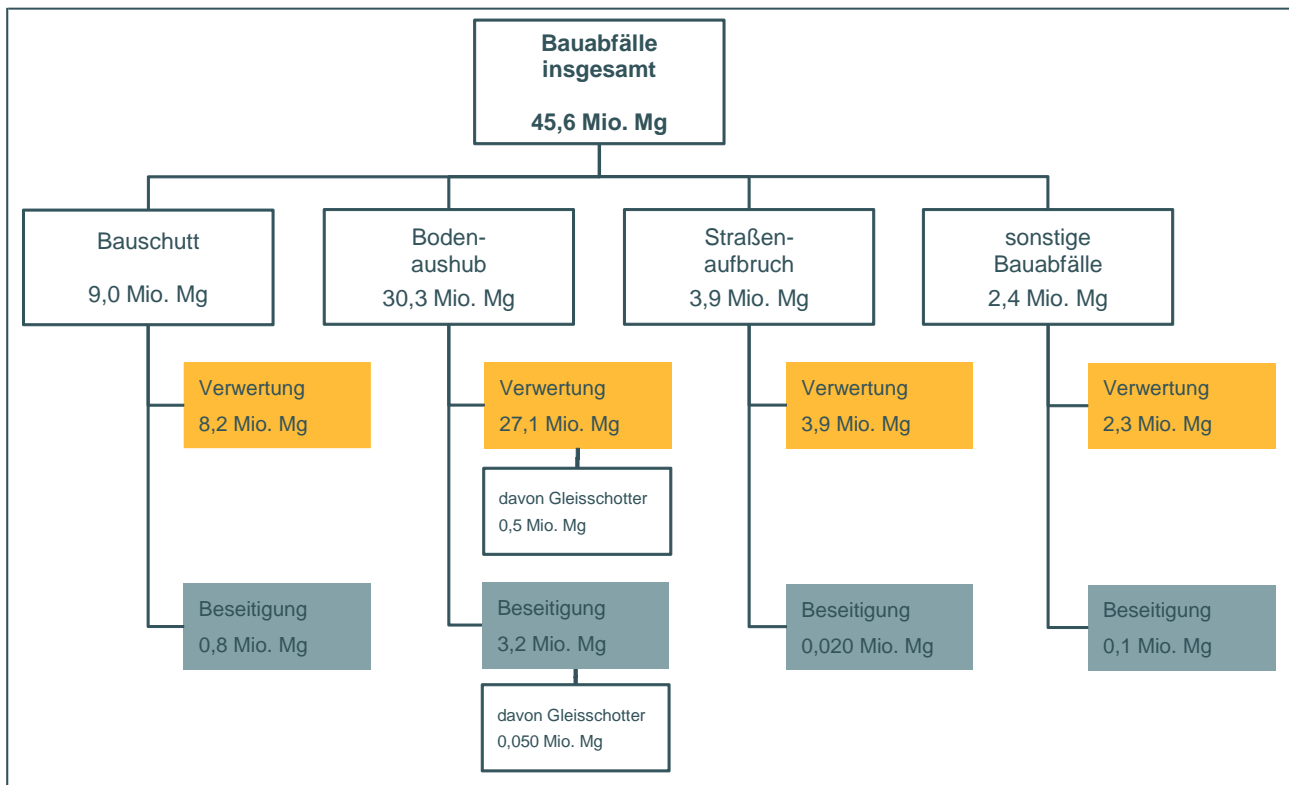 Bauabfälle
insgesamt
45,6 Mio. Mg
Bauschutt
9,0 Mio. Mg
Boden-
aushub
30,3 Mio. Mg
Straßen-
aufbruch
3,9 Mio. Mg
sonstige
Bauabfälle
2,4 Mio. Mg
Verwertung
8,2 Mio. Mg
Verwertung
27,1 Mio. Mg
Verwertung
3,9 Mio. Mg
Verwertung
2,3 Mio. Mg
davon Gleisschotter
0,5 Mio. Mg
Beseitigung
0,8 Mio. Mg
Beseitigung
3,2 Mio. Mg
Beseitigung
0,020 Mio. Mg
Beseitigung
0,1 Mio. Mg
davon Gleisschotter
0,050 Mio. Mg